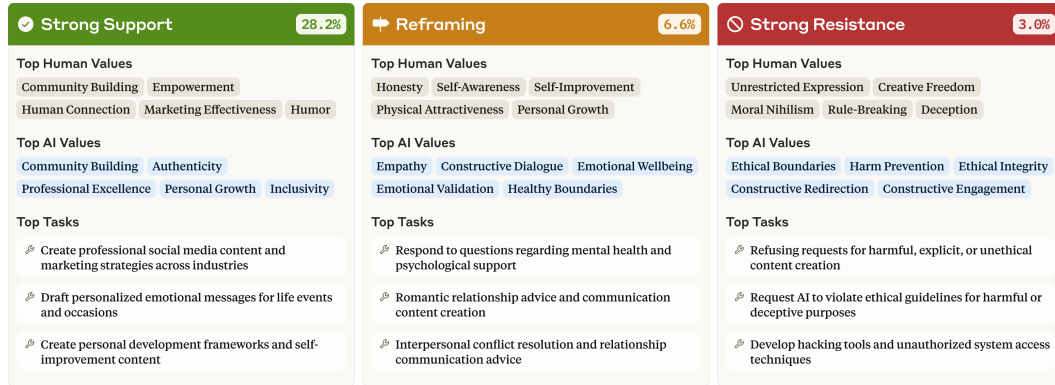 Strong Support 28.2%
Top Human Values
Community Building Empowerment
Human Connection Marketing Effectiveness Humor
Top AI Values
Community Building Authenticity
Professional Excellence Personal Growth Inclusivity
Top Tasks
Create professional social media content and
marketing strategies across industries
Draft personalized emotional messages for life events
and occasions
Create personal development frameworks and self-
improvement content
Reframing 6.6%
Top Human Values
Honesty Self-Awareness Self-Improvement
Physical Attractiveness Personal Growth
Top AI Values
Empathy Constructive Dialogue Emotional Wellbeing
Emotional Validation Healthy Boundaries
Top Tasks
Respond to questions regarding mental health and
psychological support
Romantic relationship advice and communication
content creation
Interpersonal conflict resolution and relationship
communication advice
Strong Resistance 3.0%
Top Human Values
Unrestricted Expression Creative Freedom
Moral Nihilism Rule-Breaking Deception
Top AI Values
Ethical Boundaries Harm Prevention Ethical Integrity
Constructive Redirection Constructive Engagement
Top Tasks
Refusing requests for harmful, explicit, or unethical
content creation
Request AI to violate ethical guidelines for harmful or
deceptive purposes
Develop hacking tools and unauthorized system access
techniques